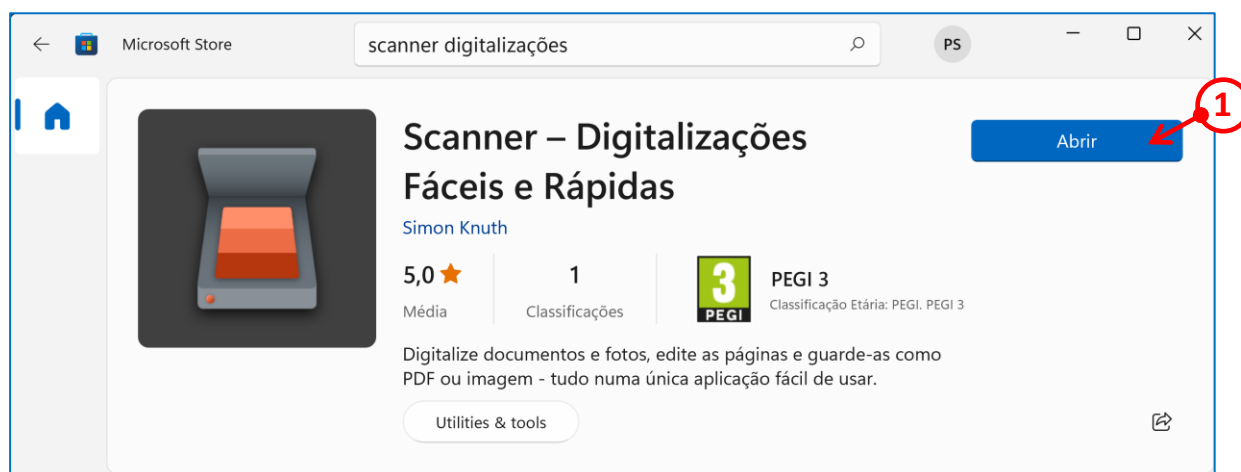 Microsoft Store
scanner digitalizações
PS
1
Scanner – Digitalizações
Fáceis e Rápidas
Abrir
Simon Knuth
5,0
1
3
PEGI 3
Média
Classificações
PEGI
Classificação Etária: PEGI. PEGI 3
Digitalize documentos e fotos, edite as páginas e guarde-as como
PDF ou imagem - tudo numa única aplicação fácil de usar.
Utilities & tools